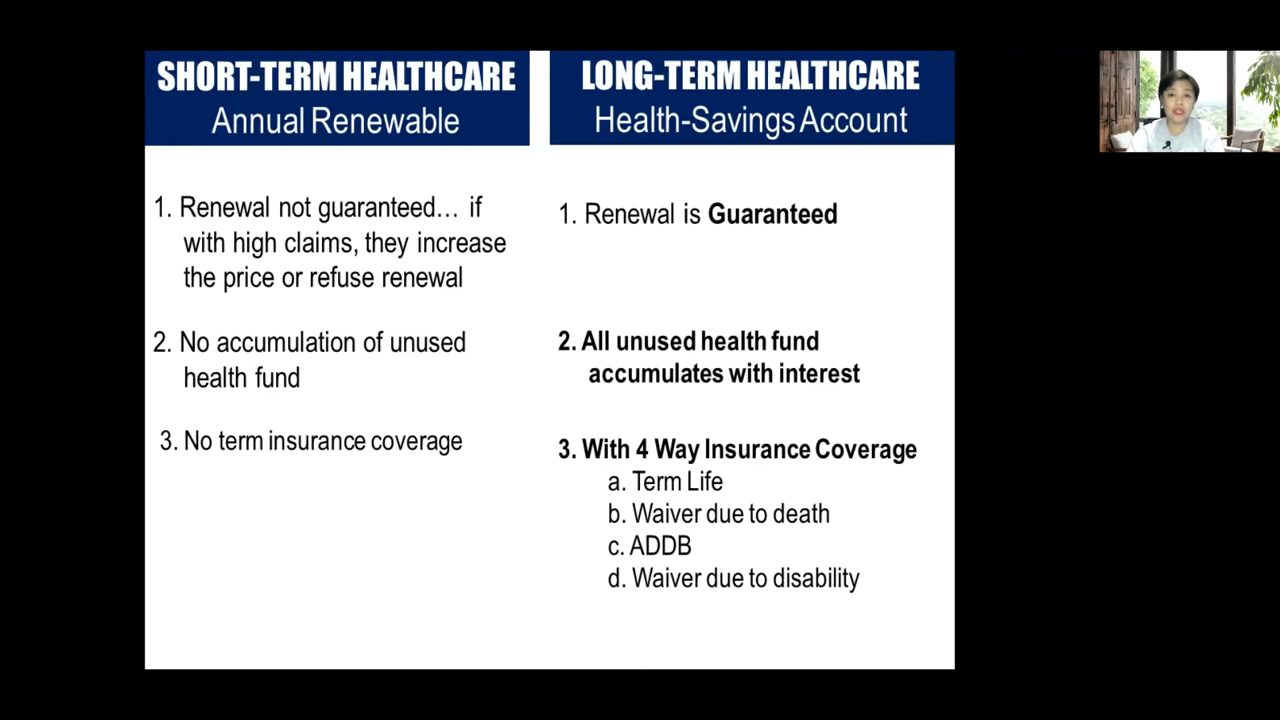 SHORT-TERM HEALTHCARE
Annual Renewable
1. Renewal not guaranteed... if
with high claims, they increase
the price or refuse renewal
2. No accumulation of unused
health fund
3. No term insurance coverage
LONG-TERM HEALTHCARE
Health-Savings Account
1. Renewal is Guaranteed
2. All unused health fund
accumulates with interest
3. With 4 Way Insurance Coverage
a. Term Life
b. Waiver due to death
c. ADDB
d. Waiver due to disability